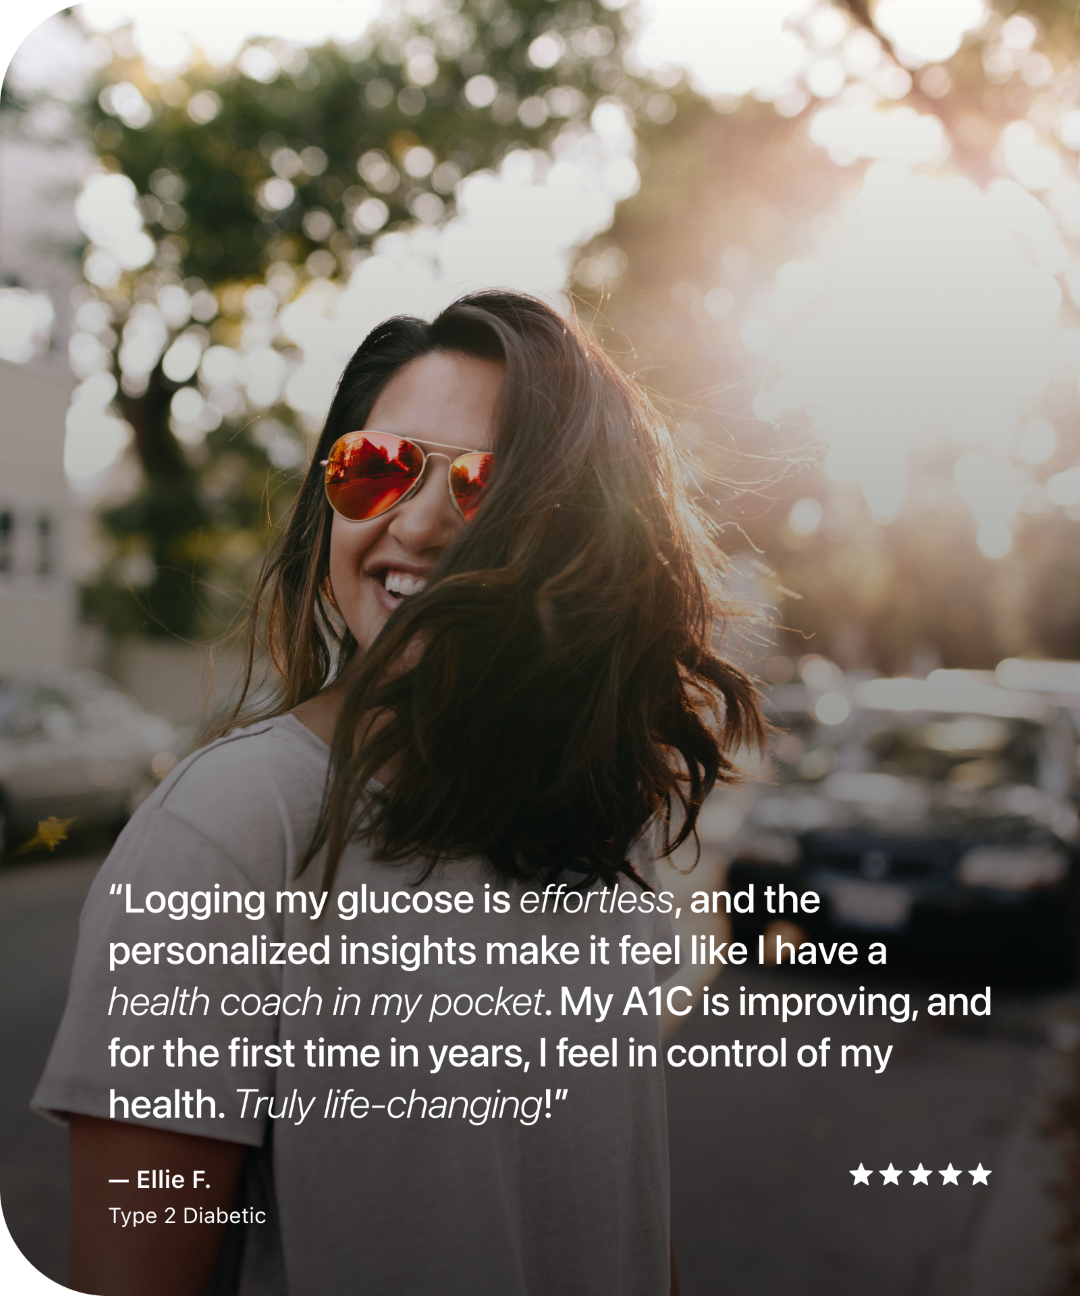 “Logging my glucose is effortless, and the
personalized insights make it feel like I have a
health coach in my pocket. My A1C is improving, and
for the first time in years, I feel in control of my
health. Truly life-changing!”
— Ellie F.
★★★★★
Type 2 Diabetic